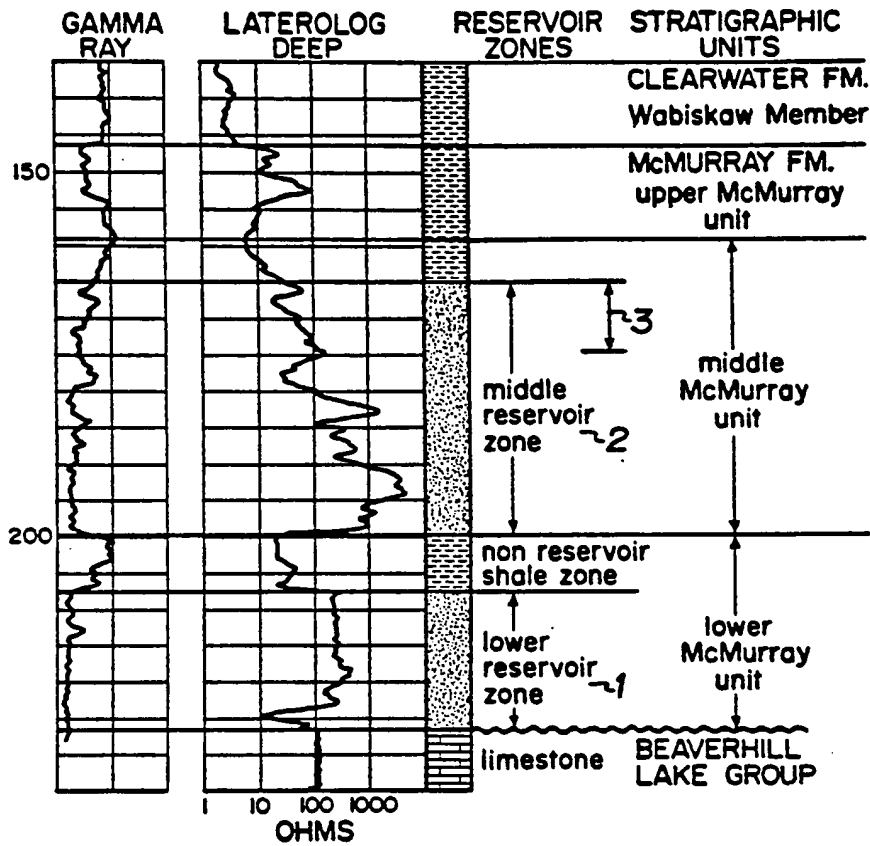 GAMMA
RAY
LATEROLOG
DEEP
RESERVOIR
ZONES
STRATIGRAPHIC
UNITS
CLEARWATER FM.
Wabiskaw Member
150
McMURRAY FM.
upper McMurray
unit
3
middle
reservoir
zone
2
middle
McMurray
unit
200
non reservoir
shale zone
lower
reservoir
zone
1
lower
McMurray
unit
limestone
BEAVERHILL
LAKE GROUP
1 10 100 1000
OHMS